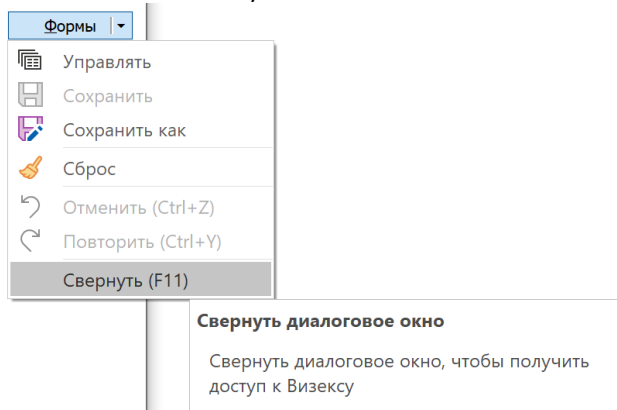 Формы
Управлять
Сохранить
Сохранить как
Сброс
Отменить (Ctrl+Z)
Повторить (Ctrl+Y)
Свернуть (F11)
Свернуть диалоговое окно
Свернуть диалоговое окно, чтобы получить
доступ к Визексу